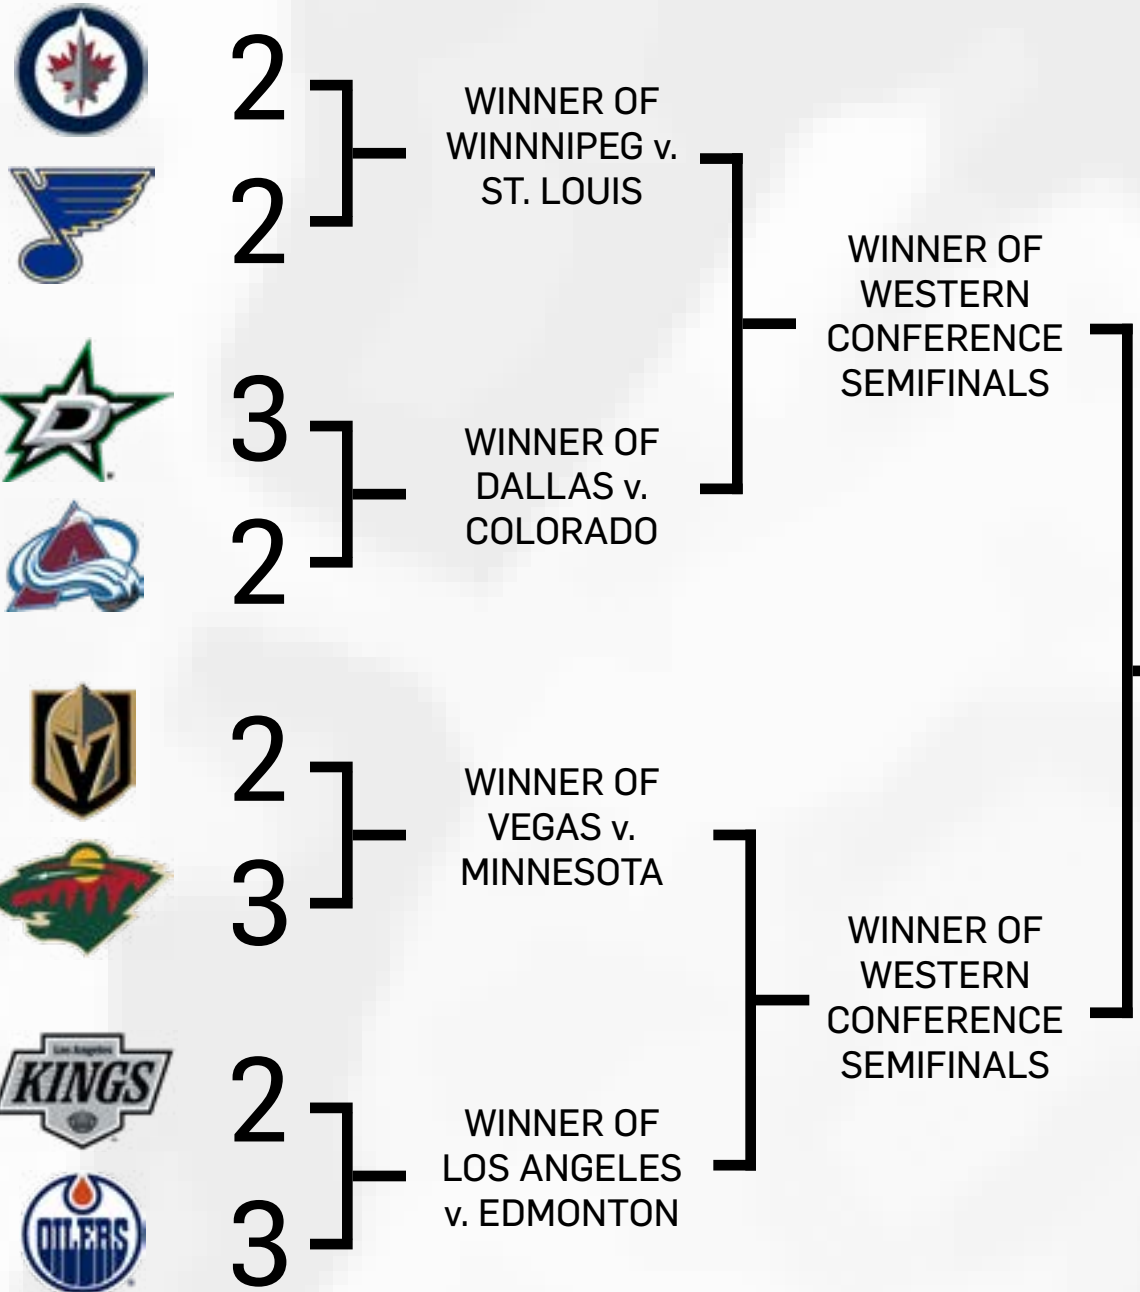 2
WINNER OF
WINNNIPEG v.
ST. LOUIS
2
WINNER OF
WESTERN
CONFERENCE
SEMIFINALS
D
3
WINNER OF
DALLAS v.
COLORADO
A
2
V
2
WINNER OF
VEGAS v.
MINNESOTA
3
WINNER OF
WESTERN
CONFERENCE
SEMIFINALS
Los Angeles
KINGS
2
WINNER OF
LOS ANGELES
v. EDMONTON
OILERS
3